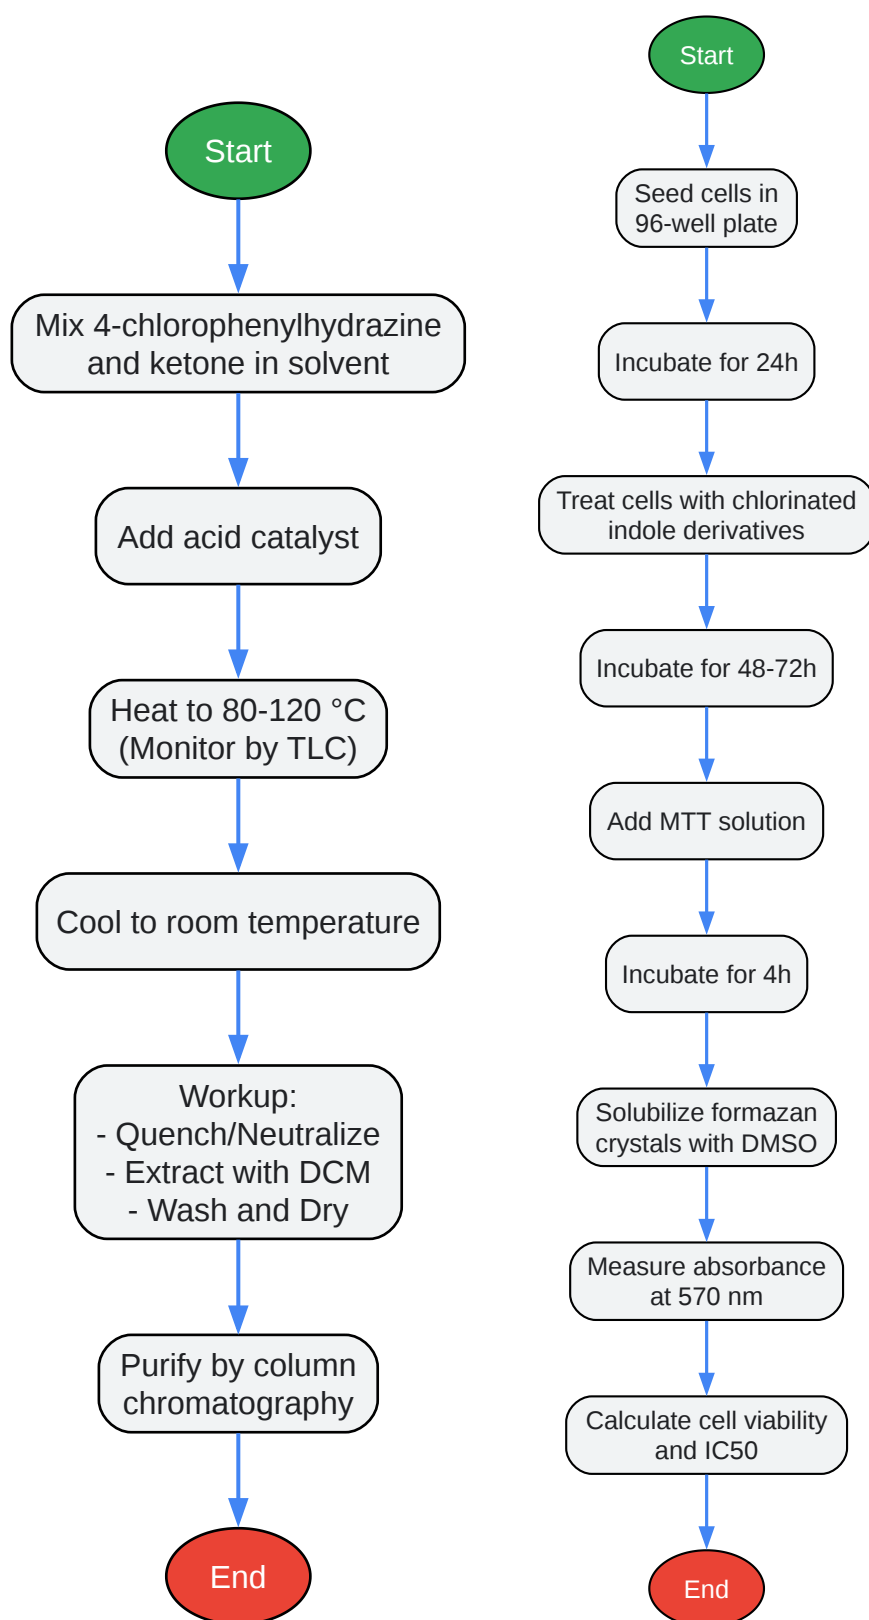 Start
Mix 4-chlorophenylhydrazine
and ketone in solvent
Add acid catalyst
Heat to 80-120 °C
(Monitor by TLC)
Cool to room temperature
Workup:
- Quench/Neutralize
- Extract with DCM
- Wash and Dry
Purify by column
chromatography
End
Start
Seed cells in
96-well plate
Incubate for 24h
Treat cells with chlorinated
indole derivatives
Incubate for 48-72h
Add MTT solution
Incubate for 4h
Solubilize formazan
crystals with DMSO
Measure absorbance
at 570 nm
Calculate cell viability
and IC50
End